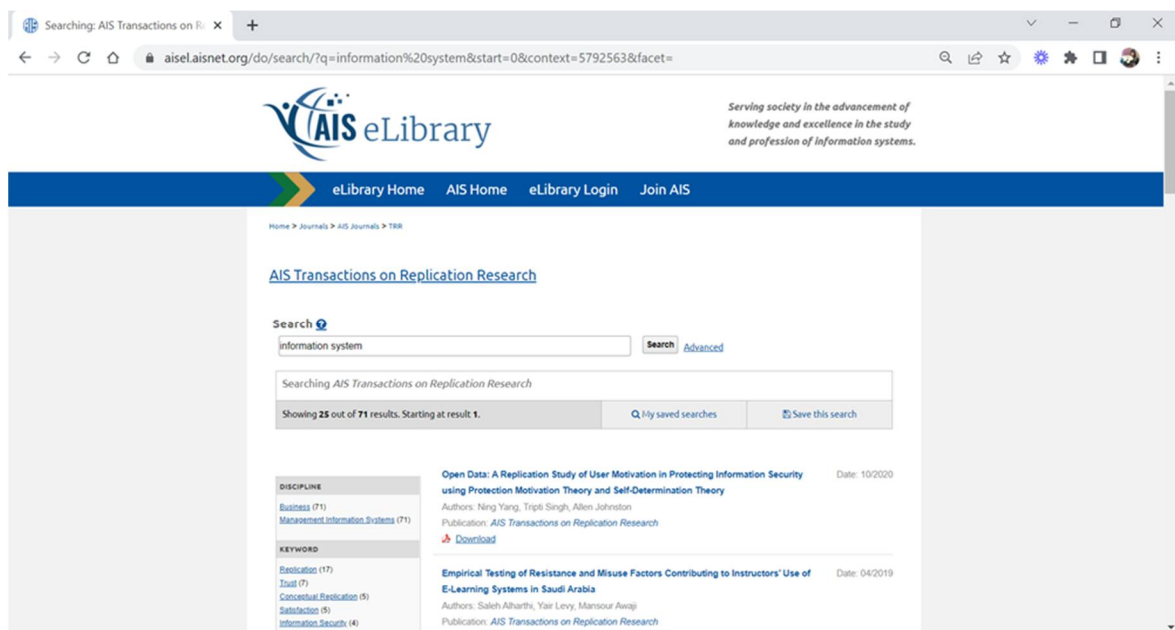 Searching: AIS Transactions on Re
aisel.aisnet.org/do/search/?q=information%20system&start=0&context=5792563&facet=
AIS eLibrary
Serving society in the advancement of
knowledge and excellence in the study
and profession of information systems.
eLibrary Home AIS Home eLibrary Login Join AIS
Home > Journals > AIS Journals > TRR
AIS Transactions on Replication Research
Search ?
information system Search Advanced
Searching AIS Transactions on Replication Research
Showing 25 out of 71 results. Starting at result 1. My saved searches Save this search
DISCIPLINE
Business (71)
Management Information Systems (71)
KEYWORD
Replication (17)
Trust (7)
Conceptual Replication (5)
Satisfaction (5)
Information Security (4)
Open Data: A Replication Study of User Motivation in Protecting Information Security Date: 10/2020
using Protection Motivation Theory and Self-Determination Theory
Authors: Ning Yang, Tripti Singh, Allen Johnston
Publication: AIS Transactions on Replication Research
Download
Empirical Testing of Resistance and Misuse Factors Contributing to Instructors' Use of Date: 04/2019
E-Learning Systems in Saudi Arabia
Authors: Saleh Alharthi, Yair Levy, Mansour Awaji
Publication: AIS Transactions on Replication Research